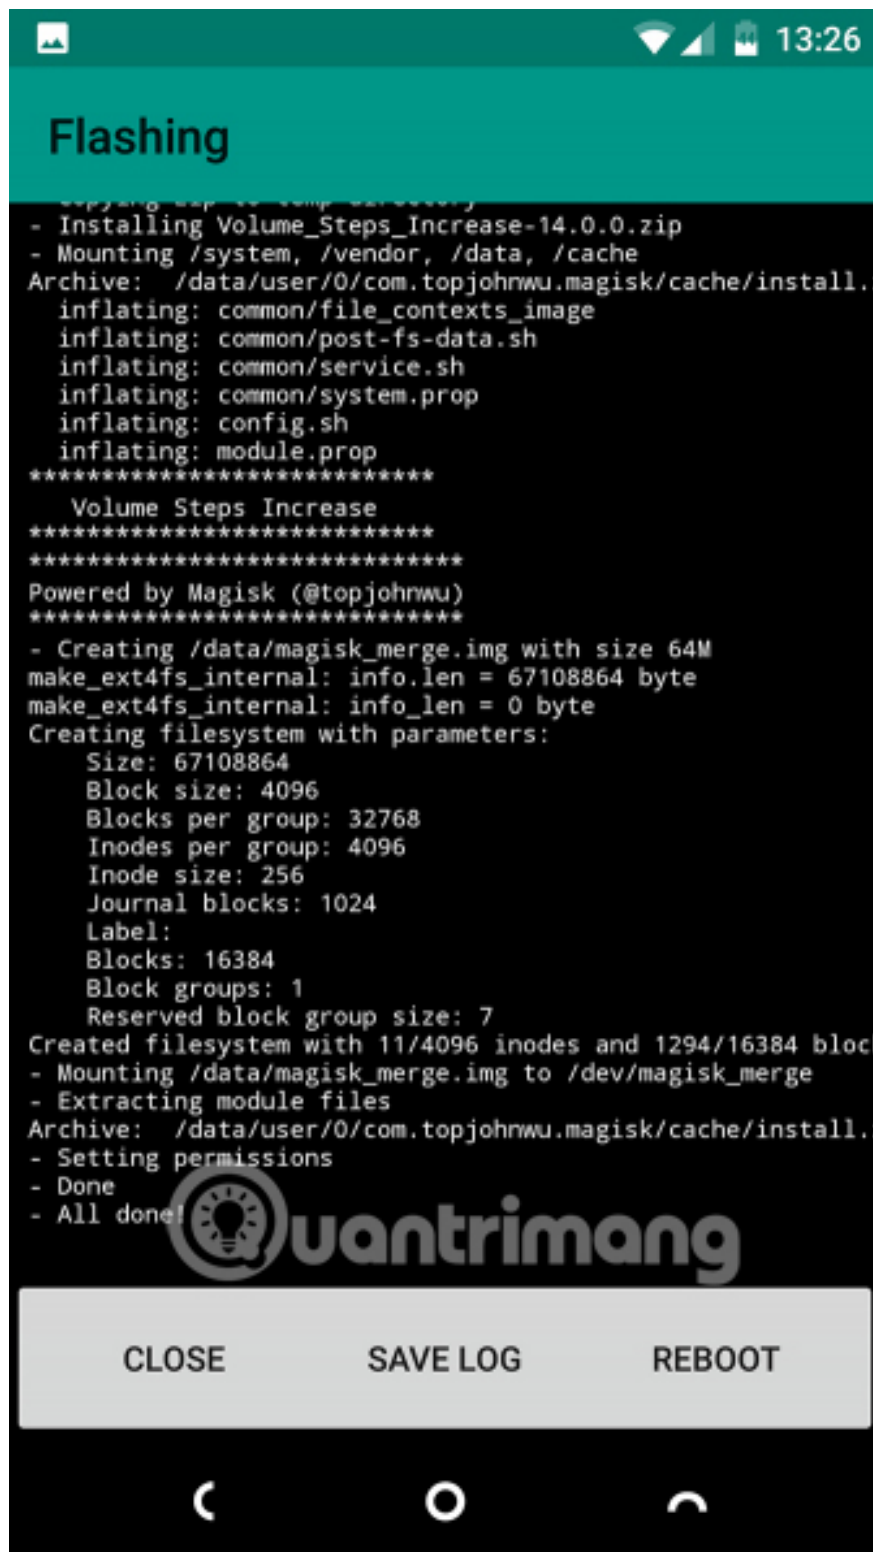 13:26
Flashing
- Copying zip to temp directory
- Installing Volume_Steps_Increase-14.0.0.zip
- Mounting /system, /vendor, /data, /cache
Archive:  /data/user/0/com.topjohnwu.magisk/cache/install.
  inflating: common/file_contexts_image
  inflating: common/post-fs-data.sh
  inflating: common/service.sh
  inflating: common/system.prop
  inflating: config.sh
  inflating: module.prop
****************************
   Volume Steps Increase
****************************
******************************
Powered by Magisk (@topjohnwu)
******************************
- Creating /data/magisk_merge.img with size 64M
make_ext4fs_internal: info.len = 67108864 byte
make_ext4fs_internal: info_len = 0 byte
Creating filesystem with parameters:
    Size: 67108864
    Block size: 4096
    Blocks per group: 32768
    Inodes per group: 4096
    Inode size: 256
    Journal blocks: 1024
    Label:
    Blocks: 16384
    Block groups: 1
    Reserved block group size: 7
Created filesystem with 11/4096 inodes and 1294/16384 bloc
- Mounting /data/magisk_merge.img to /dev/magisk_merge
- Extracting module files
Archive:  /data/user/0/com.topjohnwu.magisk/cache/install.
- Setting permissions
- Done
- All done!
Quantrimang
CLOSE SAVE LOG REBOOT